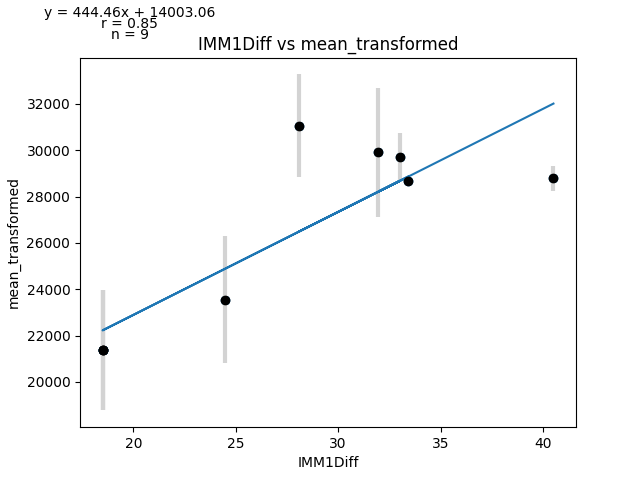 y = 444.46x + 14003.06
r = 0.85
n = 9
IMM1Diff vs mean_transformed
32000
30000
28000
26000
24000
22000
20000
mean_transformed
20 25 30 35 40
IMM1Diff